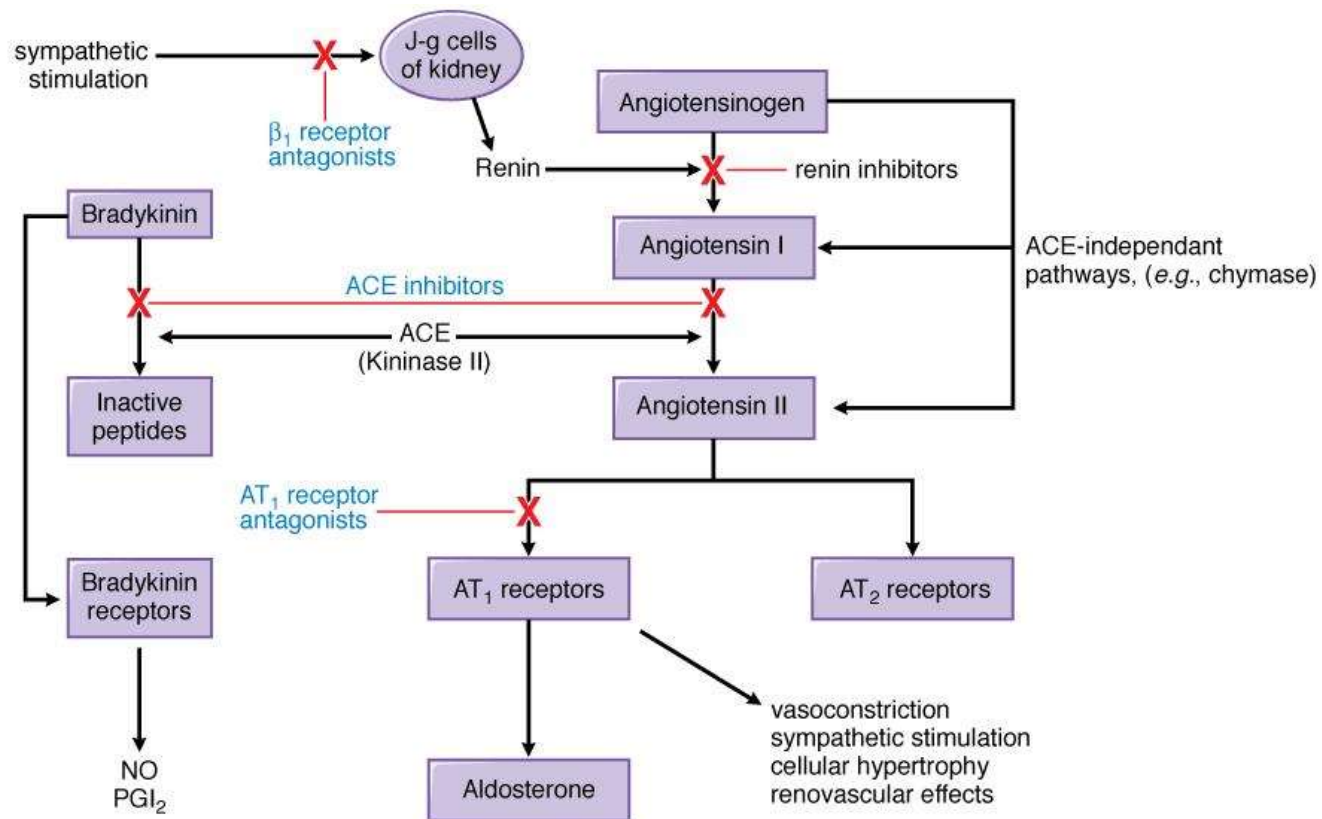 sympathetic
stimulation
J-g cells
of kidney
β₁ receptor
antagonists
Renin
Angiotensinogen
renin inhibitors
Bradykinin
Angiotensin I
ACE-independant
pathways, (e.g., chymase)
ACE inhibitors
ACE
(Kininase II)
Inactive
peptides
Angiotensin II
AT₁ receptor
antagonists
Bradykinin
receptors
AT₁ receptors
AT₂ receptors
NO
PGI₂
Aldosterone
vasoconstriction
sympathetic stimulation
cellular hypertrophy
renovascular effects